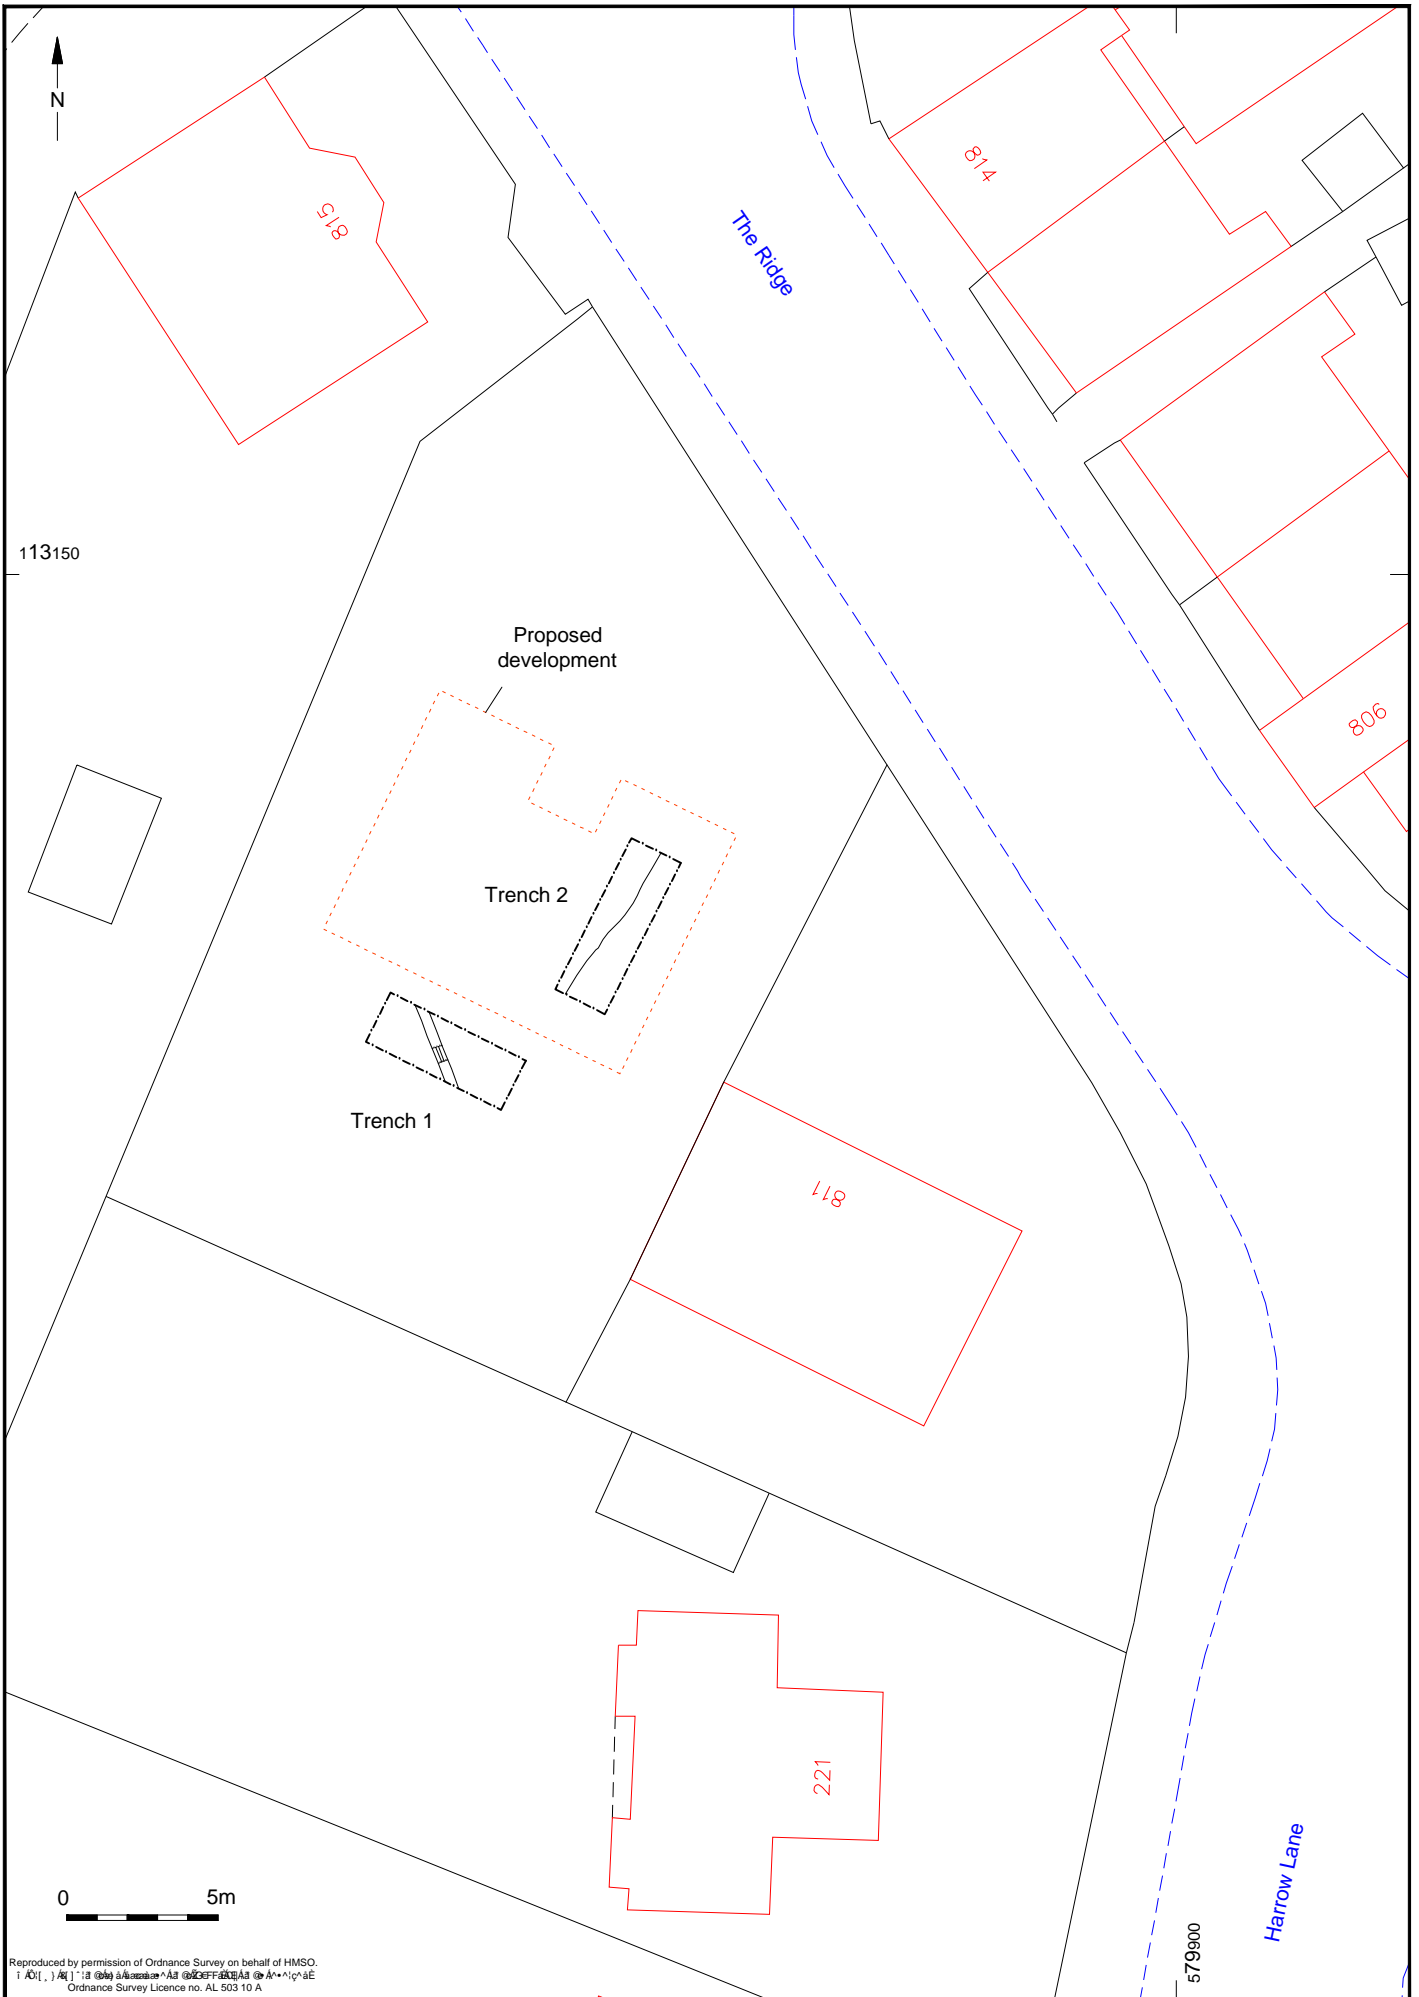 N
815
814
The Ridge
113150
Proposed
development
806
Trench 2
Trench 1
811
221
Harrow Lane
0 5m
579900
Reproduced by permission of Ordnance Survey on behalf of HMSO.
Ordnance Survey Licence no. AL 503 10 A